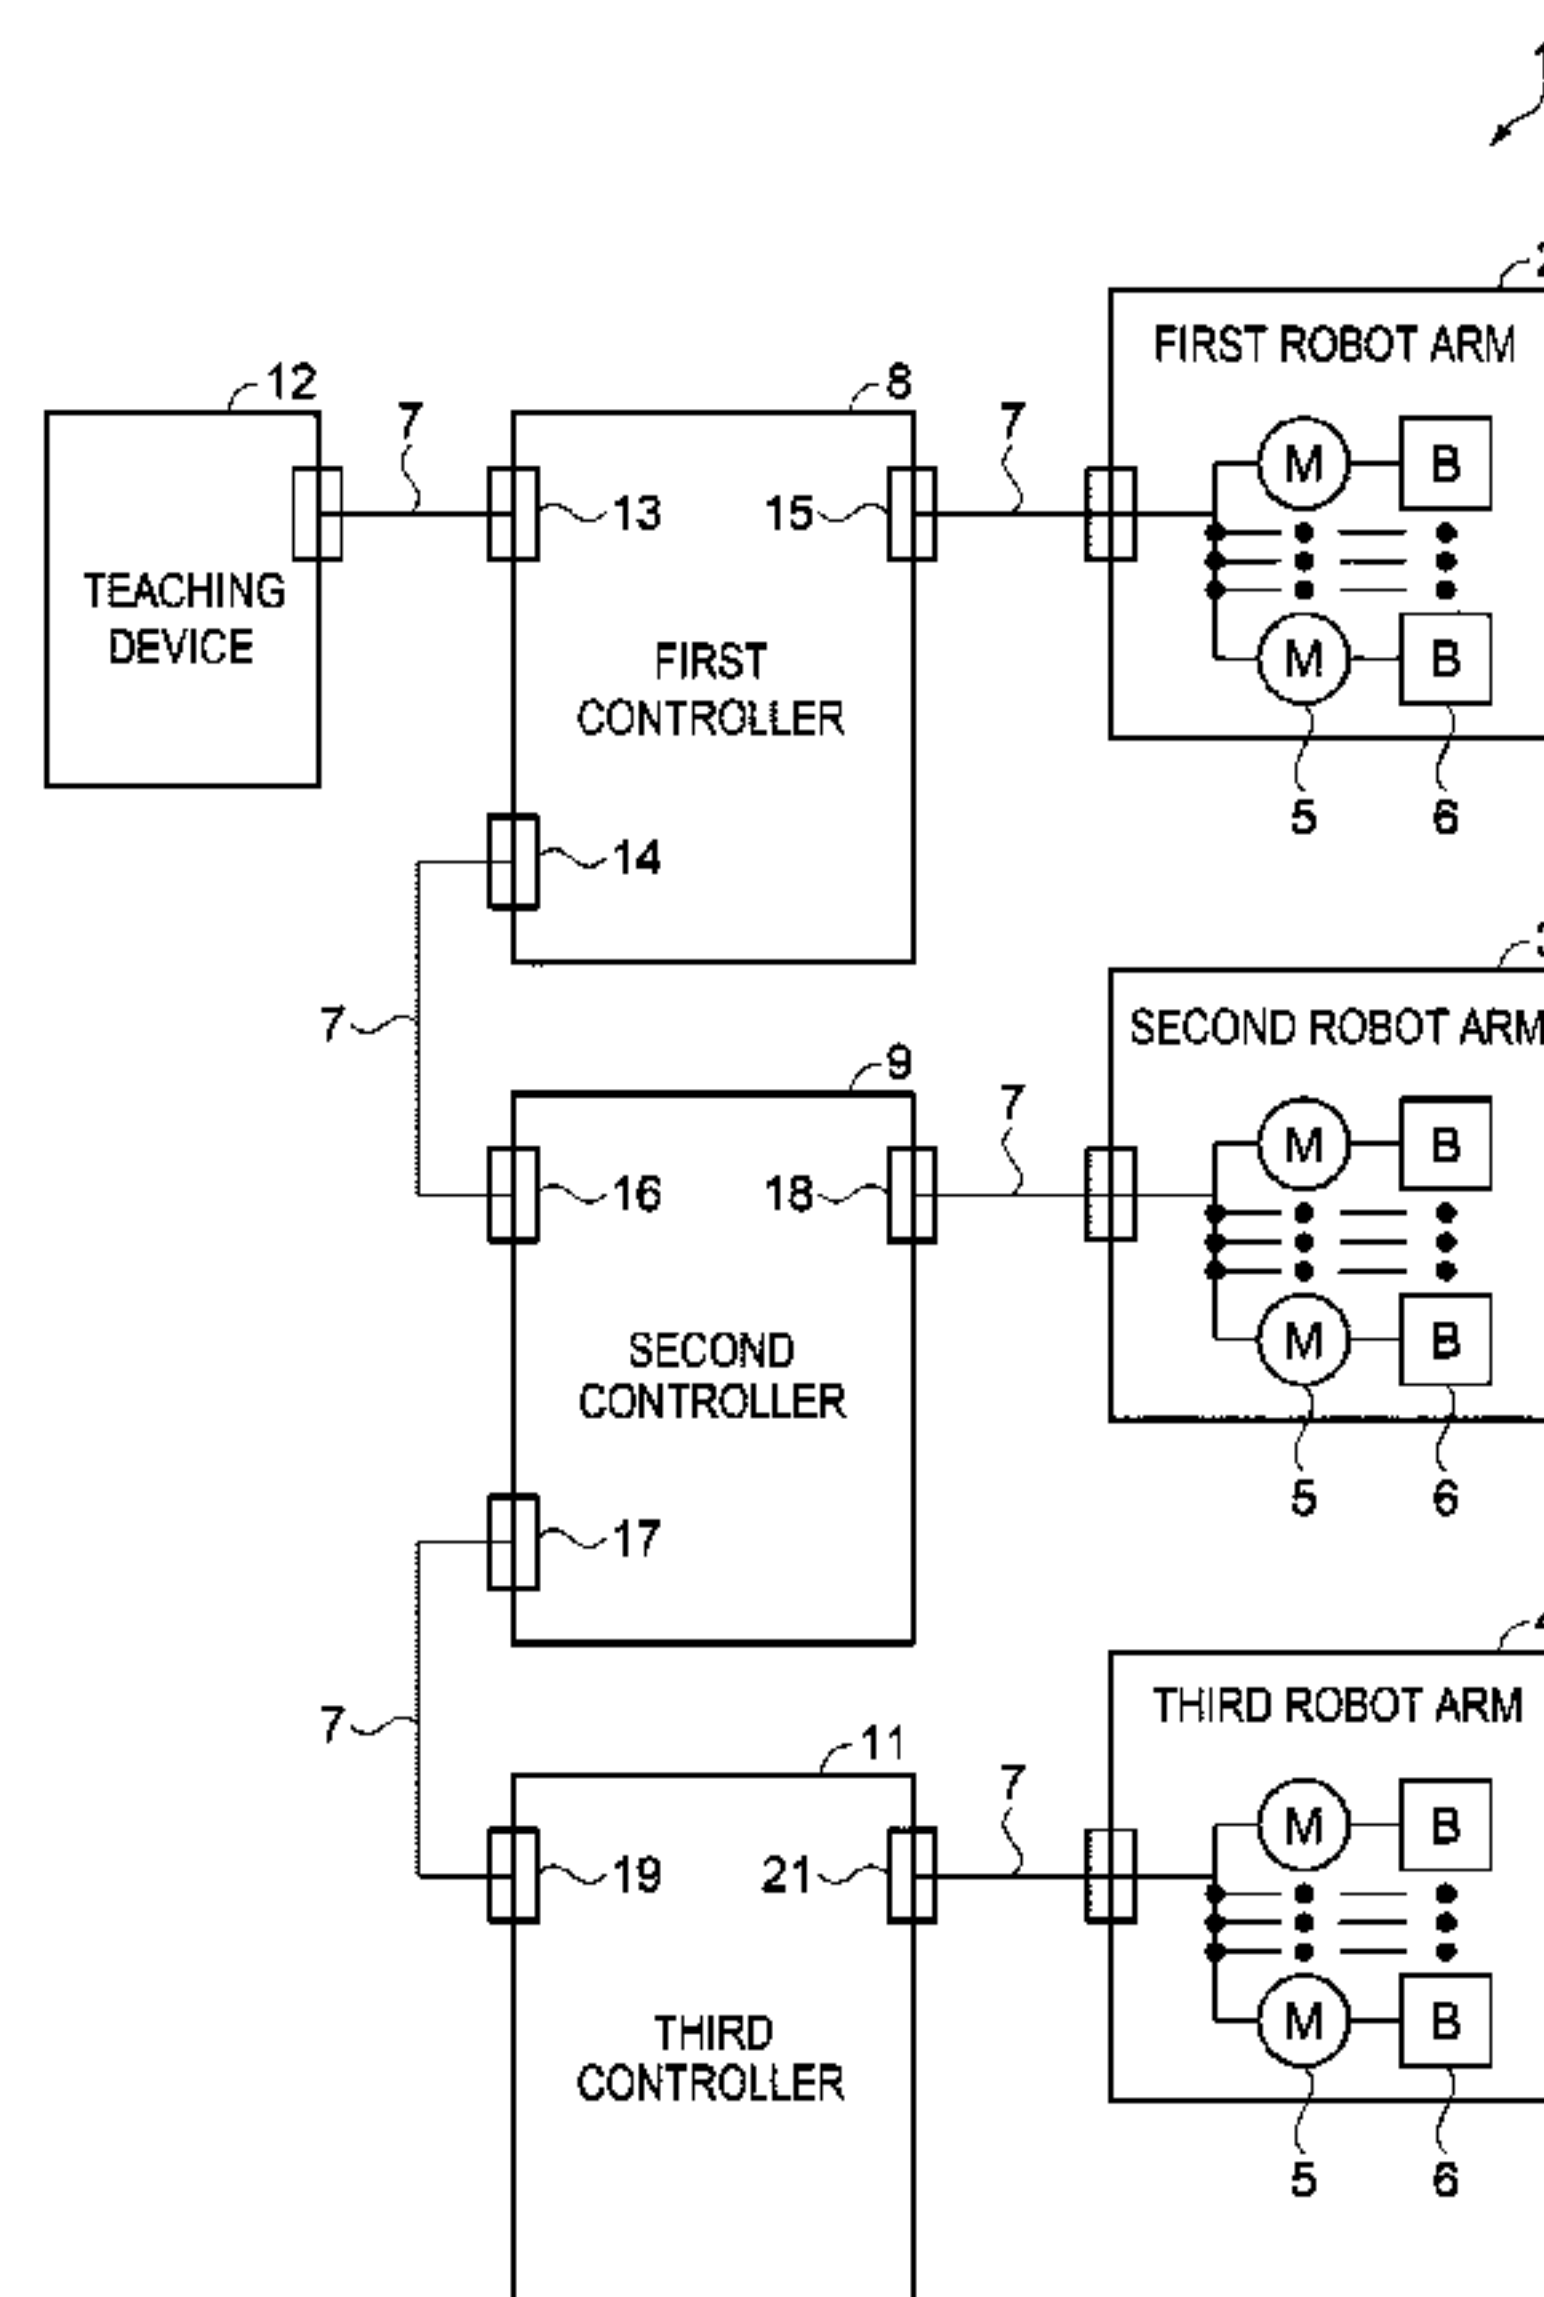 1
2
FIRST ROBOT ARM
12
7
8
7
M
B
13
15
TEACHING
DEVICE
FIRST
CONTROLLER
M
B
5
6
14
7
3
SECOND ROBOT ARM
9
7
M
B
16
18
SECOND
CONTROLLER
M
B
5
6
17
4
THIRD ROBOT ARM
7
11
7
M
B
19
21
THIRD
CONTROLLER
M
B
5
6